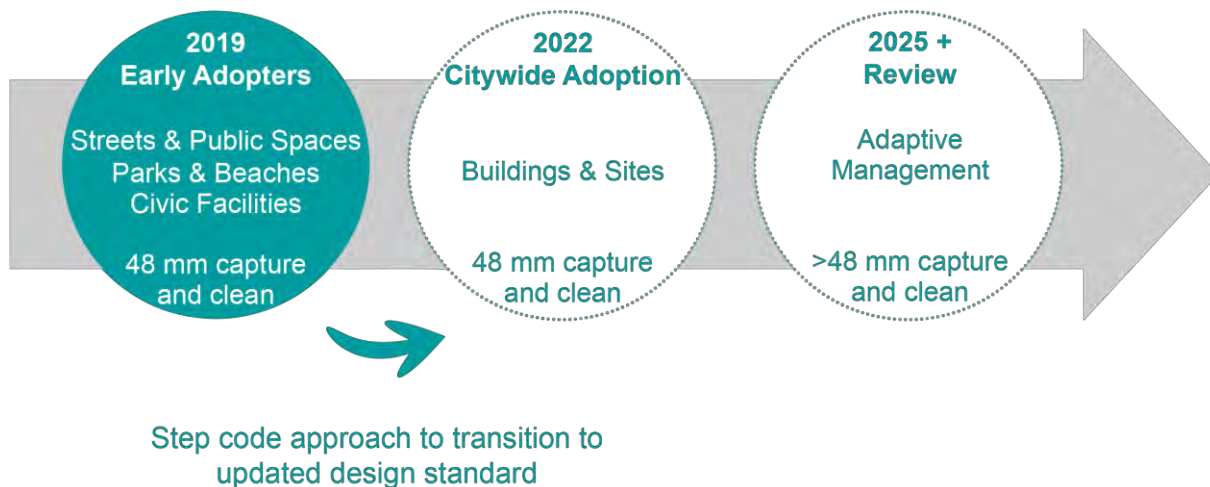 2019
Early Adopters
Streets & Public Spaces
Parks & Beaches
Civic Facilities
48 mm capture
and clean
2022
Citywide Adoption
Buildings & Sites
48 mm capture
and clean
2025 +
Review
Adaptive
Management
>48 mm capture
and clean
Step code approach to transition to
updated design standard